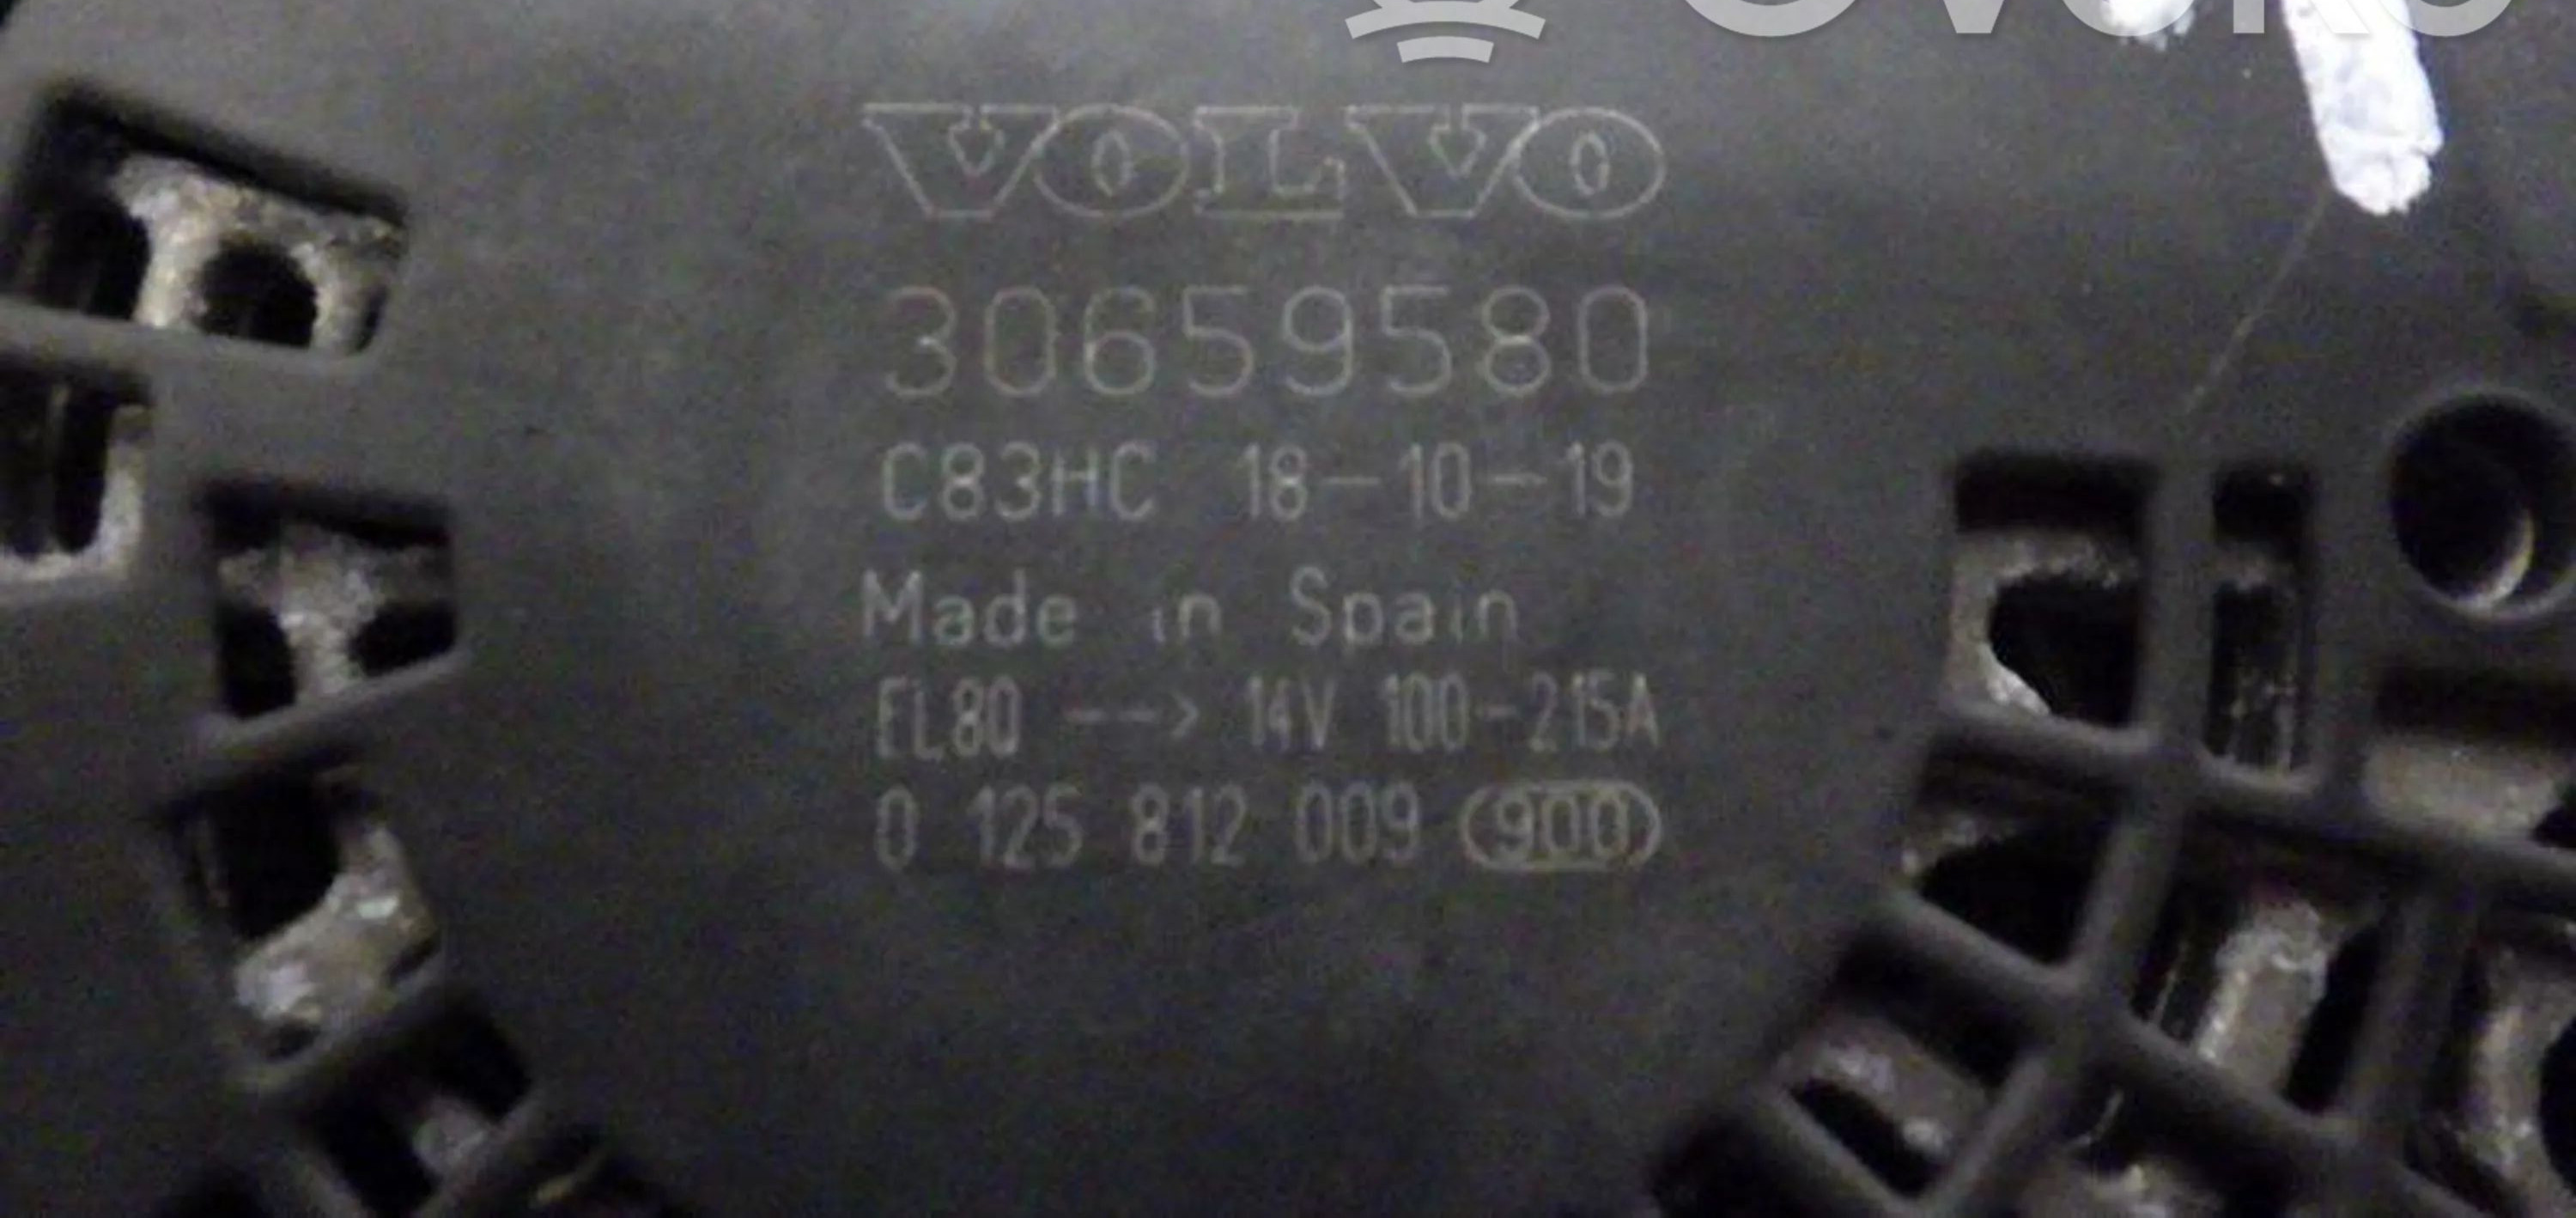 VOLVO
30659580
C83HC 18-10-19
Made in Spain
EL80 --> 14V 100-215A
0 125 812 009 900